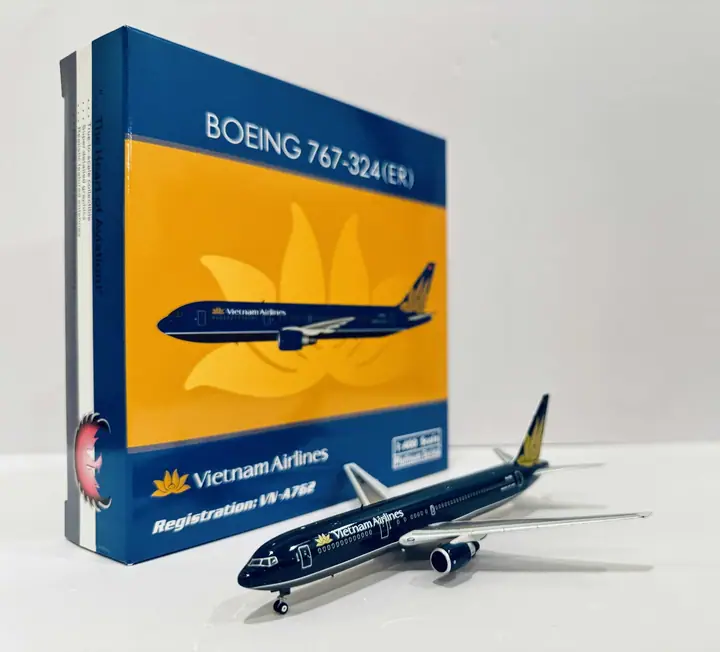 BOEING 767-324(ER)
Vietnam Airlines
Vietnam Airlines
Registration: VN-A762
1:400 Scale
"The Heart of Aviation"
Vietnam Airlines